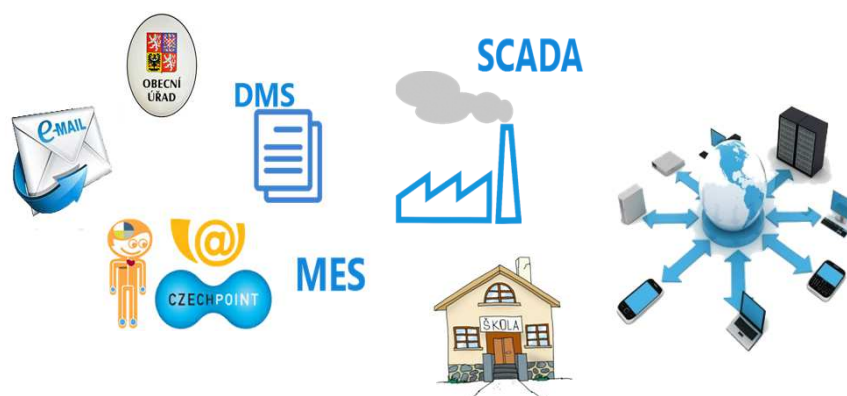 SCADA
OBECNÍ
ÚŘAD
DMS
e-MAIL
@
CZECHPOINT
MES
ŠKOLA